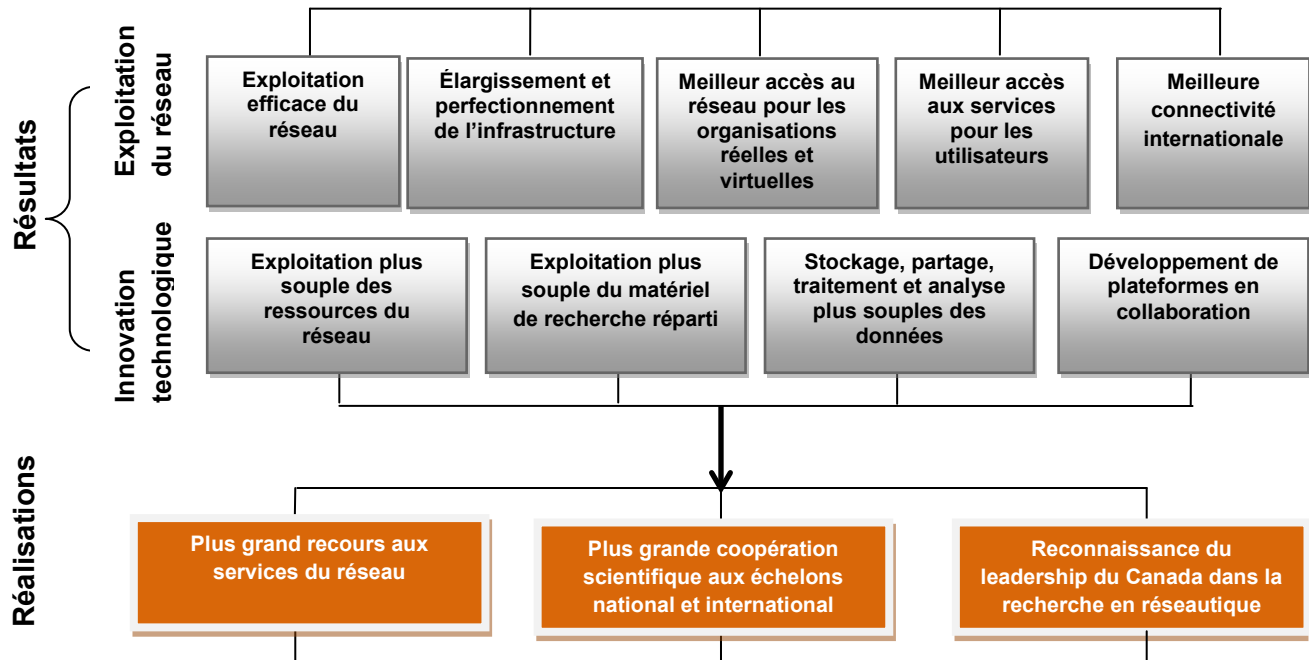 Résultats
Exploitation
du réseau
Exploitation
efficace du
réseau
Élargissement et
perfectionnement
de l’infrastructure
Meilleur accès au
réseau pour les
organisations
réelles et
virtuelles
Meilleur accès
aux services
pour les
utilisateurs
Meilleure
connectivité
internationale
Innovation
technologique
Exploitation plus
souple des
ressources du
réseau
Exploitation plus
souple du matériel
de recherche réparti
Stockage, partage,
traitement et analyse
plus souples des
données
Développement de
plateformes en
collaboration
Réalisations
Plus grand recours aux
services du réseau
Plus grande coopération
scientifique aux échelons
national et international
Reconnaissance du
leadership du Canada dans la
recherche en réseautique